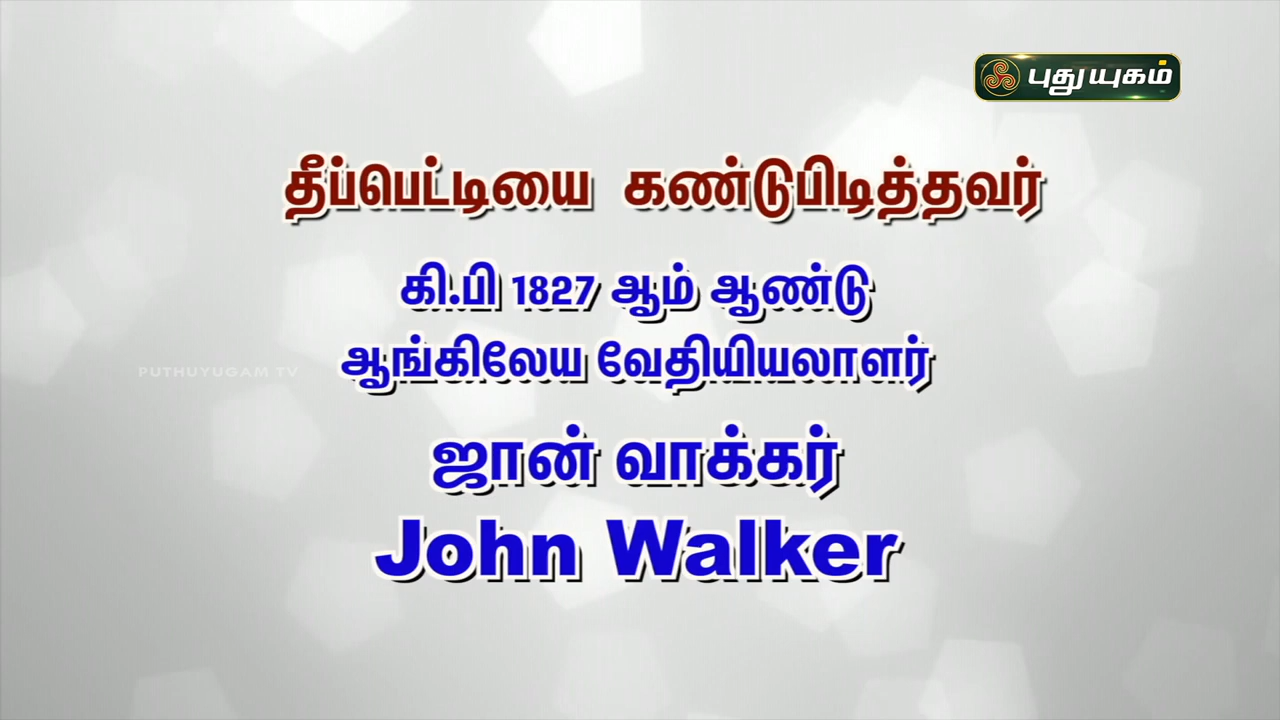 புதுயுகம்
தீப்பெட்டியை கண்டுபிடித்தவர்
கி.பி 1827 ஆம் ஆண்டு
ஆங்கிலேய வேதியியலாளர்
PUTHUYUGAM TV
ஜான் வாக்கர்
John Walker